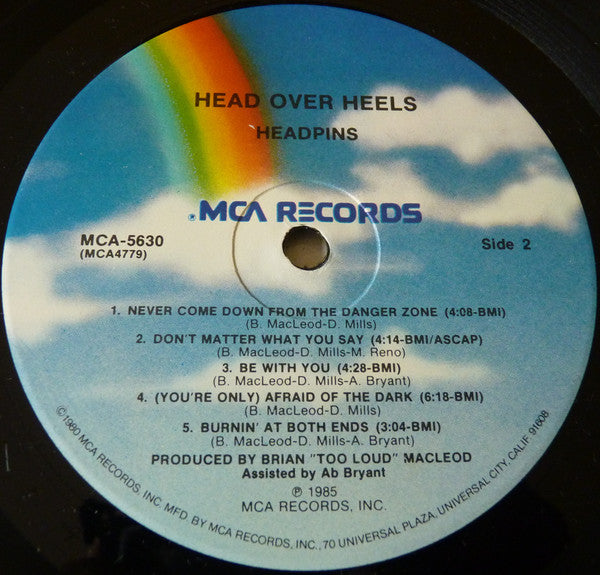 HEAD OVER HEELS
HEADPINS
®MCA RECORDS
MCA-5630
(MCA4779)
Side 2
1. NEVER COME DOWN FROM THE DANGER ZONE (4:08-BMI)
(B. MacLeod-D. Mills)
2. DON'T MATTER WHAT YOU SAY (4:14-BMI/ASCAP)
(B. MacLeod-D. Mills-M. Reno)
3. BE WITH YOU (4:28-BMI)
(B. MacLeod-D. Mills-A. Bryant)
4. (YOU'RE ONLY) AFRAID OF THE DARK (6:18-BMI)
(B. MacLeod-D. Mills)
5. BURNIN' AT BOTH ENDS (3:04-BMI)
(B. MacLeod-D. Mills-A. Bryant)
PRODUCED BY BRIAN "TOO LOUD" MACLEOD
Assisted by Ab Bryant
℗ 1985
MCA RECORDS, INC.
©1980 MCA RECORDS, INC. MFD. BY MCA RECORDS, INC., 70 UNIVERSAL PLAZA, UNIVERSAL CITY, CALIF. 91608